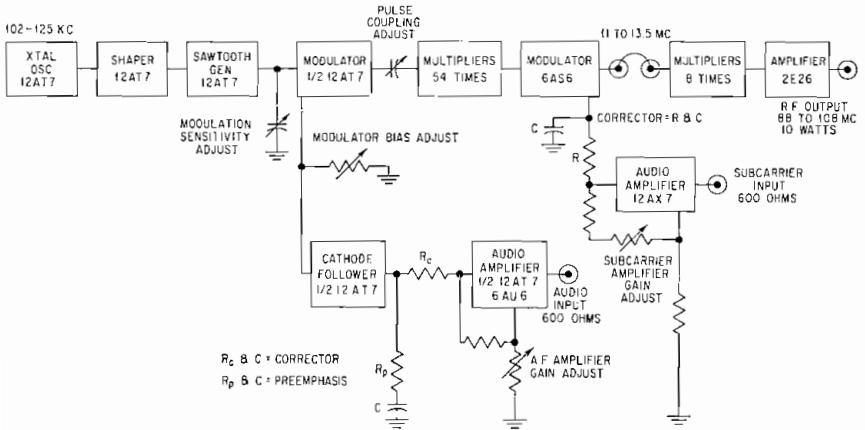 102-125 KC
XTAL
OSC
12AT7
SHAPER
12AT7
SAWTOOTH
GEN
12AT7
MODULATION
SENSITIVITY
ADJUST
MODULATOR
1/2 12AT7
PULSE
COUPLING
ADJUST
MULTIPLIERS
54 TIMES
MODULATOR
6AS6
11 TO 13.5 MC
MULTIPLIERS
8 TIMES
AMPLIFIER
2E26
RF OUTPUT
88 TO 108 MC
10 WATTS
MODULATOR BIAS ADJUST
C
CORRECTOR = R & C
R
AUDIO
AMPLIFIER
12AX7
SUBCARRIER
INPUT
600 OHMS
SUBCARRIER
AMPLIFIER
GAIN
ADJUST
CATHODE
FOLLOWER
1/2 12AT7
Rc
AUDIO
AMPLIFIER
1/2 12AT7
6AU6
AUDIO
INPUT
600 OHMS
Rp
C
AF AMPLIFIER
GAIN ADJUST
Rc & C = CORRECTOR
Rp & C = PREEMPHASIS